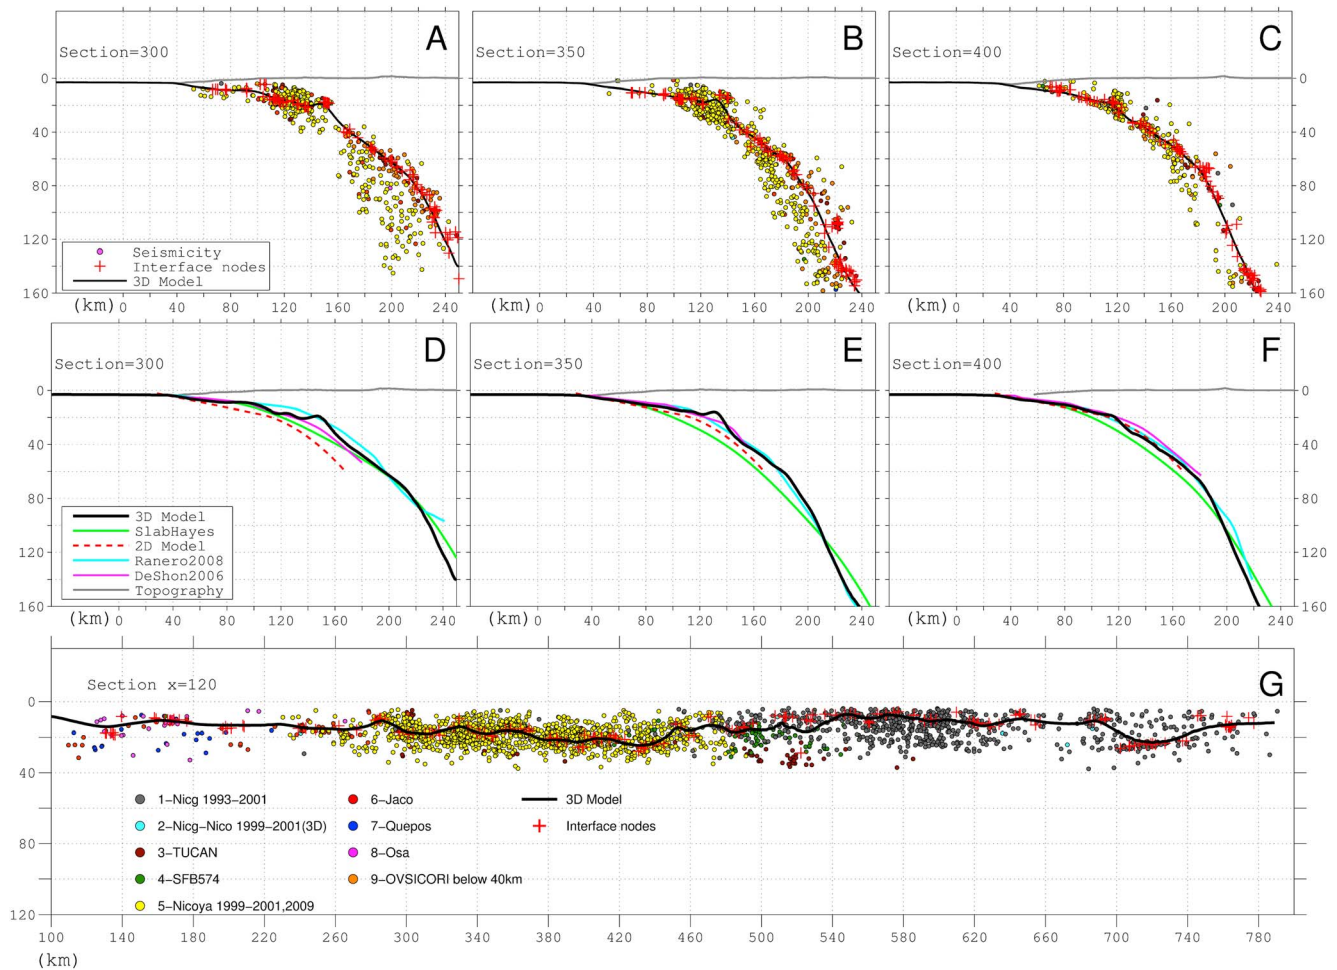 A
Section=300
0
40
80
120
160
Seismicity
Interface nodes
3D Model
(km) 0 40 80 120 160 200 240
B
Section=350
(km) 0 40 80 120 160 200 240
C
Section=400
0
40
80
120
160
(km) 0 40 80 120 160 200 240
D
Section=300
0
40
80
120
160
3D Model
SlabHayes
2D Model
Ranero2008
DeShon2006
Topography
(km) 0 40 80 120 160 200 240
E
Section=350
(km) 0 40 80 120 160 200 240
F
Section=400
0
40
80
120
160
(km) 0 40 80 120 160 200 240
G
Section x=120
0
40
80
120
1-Nicg 1993-2001
2-Nicg-Nico 1999-2001(3D)
3-TUCAN
4-SFB574
5-Nicoya 1999-2001,2009
6-Jaco
7-Quepos
8-Osa
9-OVSICORI below 40km
3D Model
Interface nodes
100 140 180 220 260 300 340 380 420 460 500 540 580 620 660 700 740 780
(km)